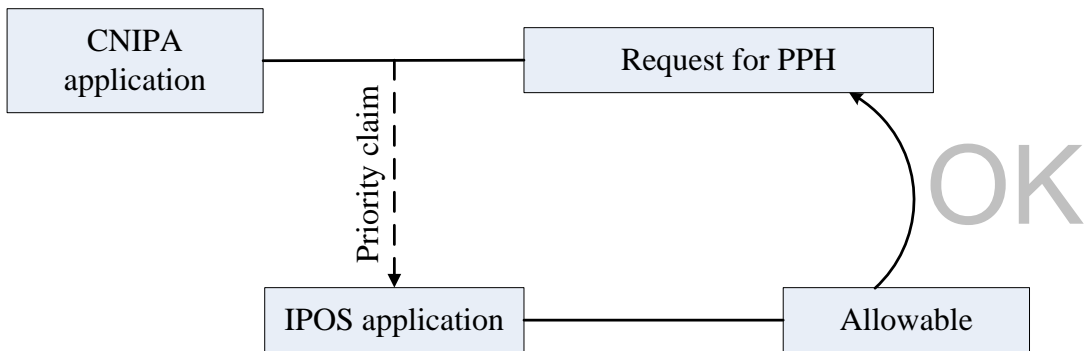 CNIPA
application
Request for PPH
Priority claim
OK
IPOS application
Allowable